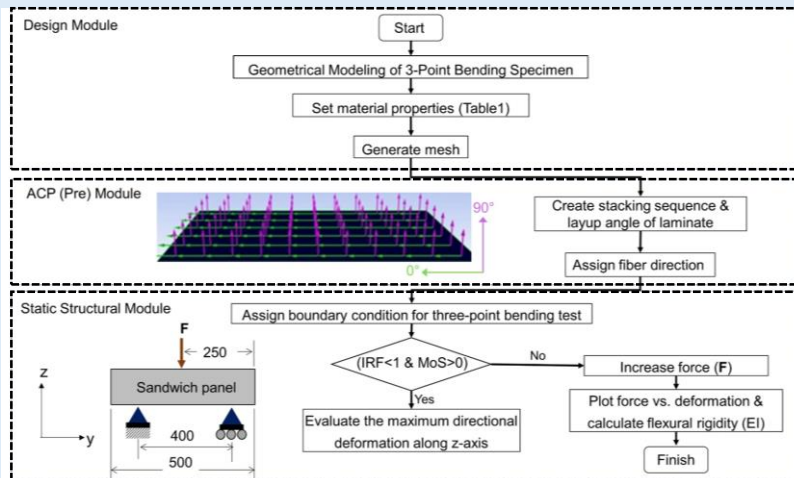 Design Module
Start
Geometrical Modeling of 3-Point Bending Specimen
Set material properties (Table1)
Generate mesh
ACP (Pre) Module
90°
0°
Create stacking sequence &
layup angle of laminate
Assign fiber direction
Static Structural Module
Assign boundary condition for three-point bending test
F
250
Sandwich panel
z
y
400
500
(IRF<1 & MoS>0)
No
Yes
Increase force (F)
Evaluate the maximum directional
deformation along z-axis
Plot force vs. deformation &
calculate flexural rigidity (EI)
Finish